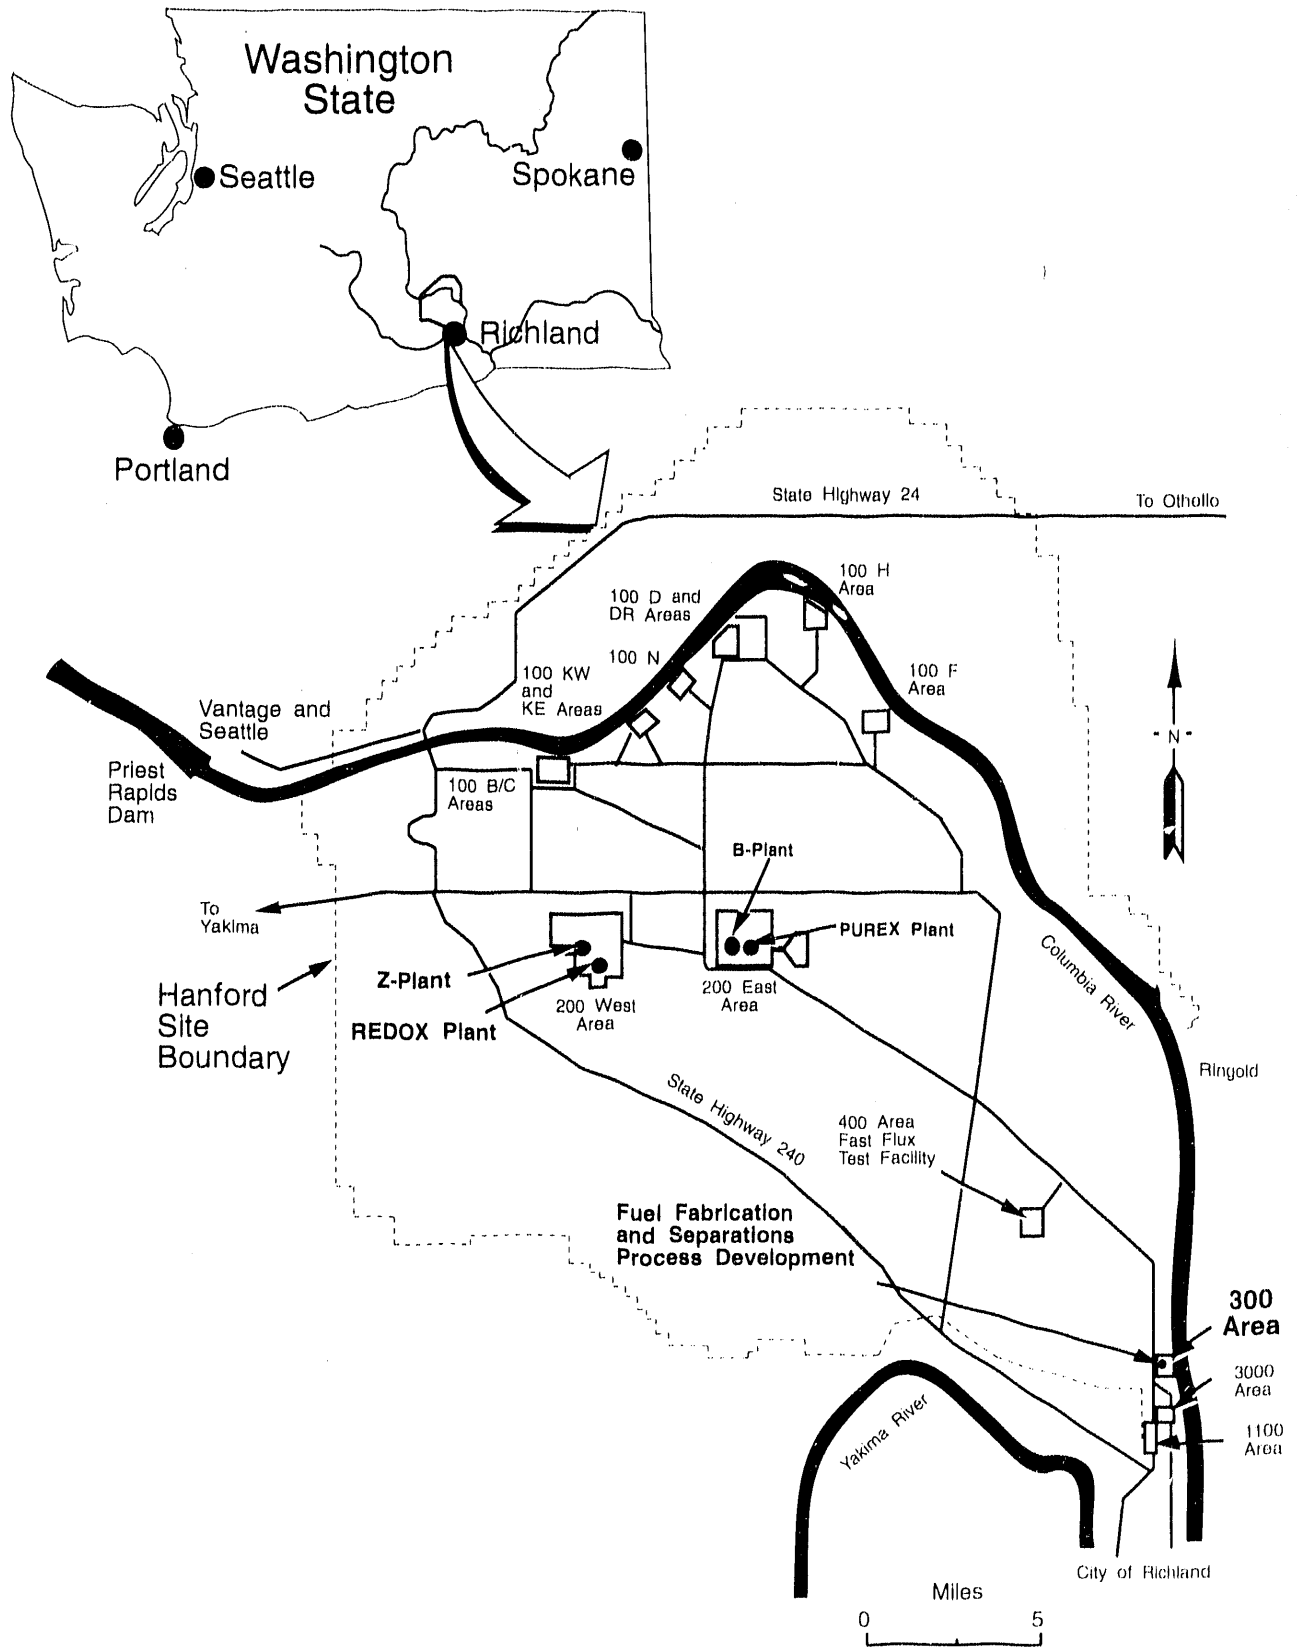 Washington
State
Seattle
Spokane
Richland
Portland
State Highway 24
To Othollo
100 H
Area
100 D and
DR Areas
100 N
100 KW
and
KE Areas
100 F
Area
Vantage and
Seattle
N
Priest
Rapids
Dam
100 B/C
Areas
B-Plant
To
Yakima
PUREX Plant
Z-Plant
200 East
Area
Columbia River
Hanford
Site
Boundary
200 West
Area
REDOX Plant
Ringold
State Highway 240
400 Area
Fast Flux
Test Facility
Fuel Fabrication
and Separations
Process Development
300
Area
3000
Area
Yakima River
1100
Area
City of Richland
Miles
0 5